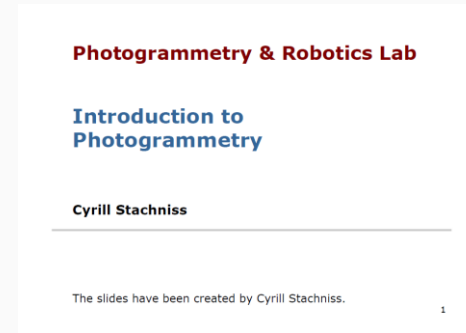 Photogrammetry & Robotics Lab
Introduction to
Photogrammetry
Cyrill Stachniss
The slides have been created by Cyrill Stachniss.
1